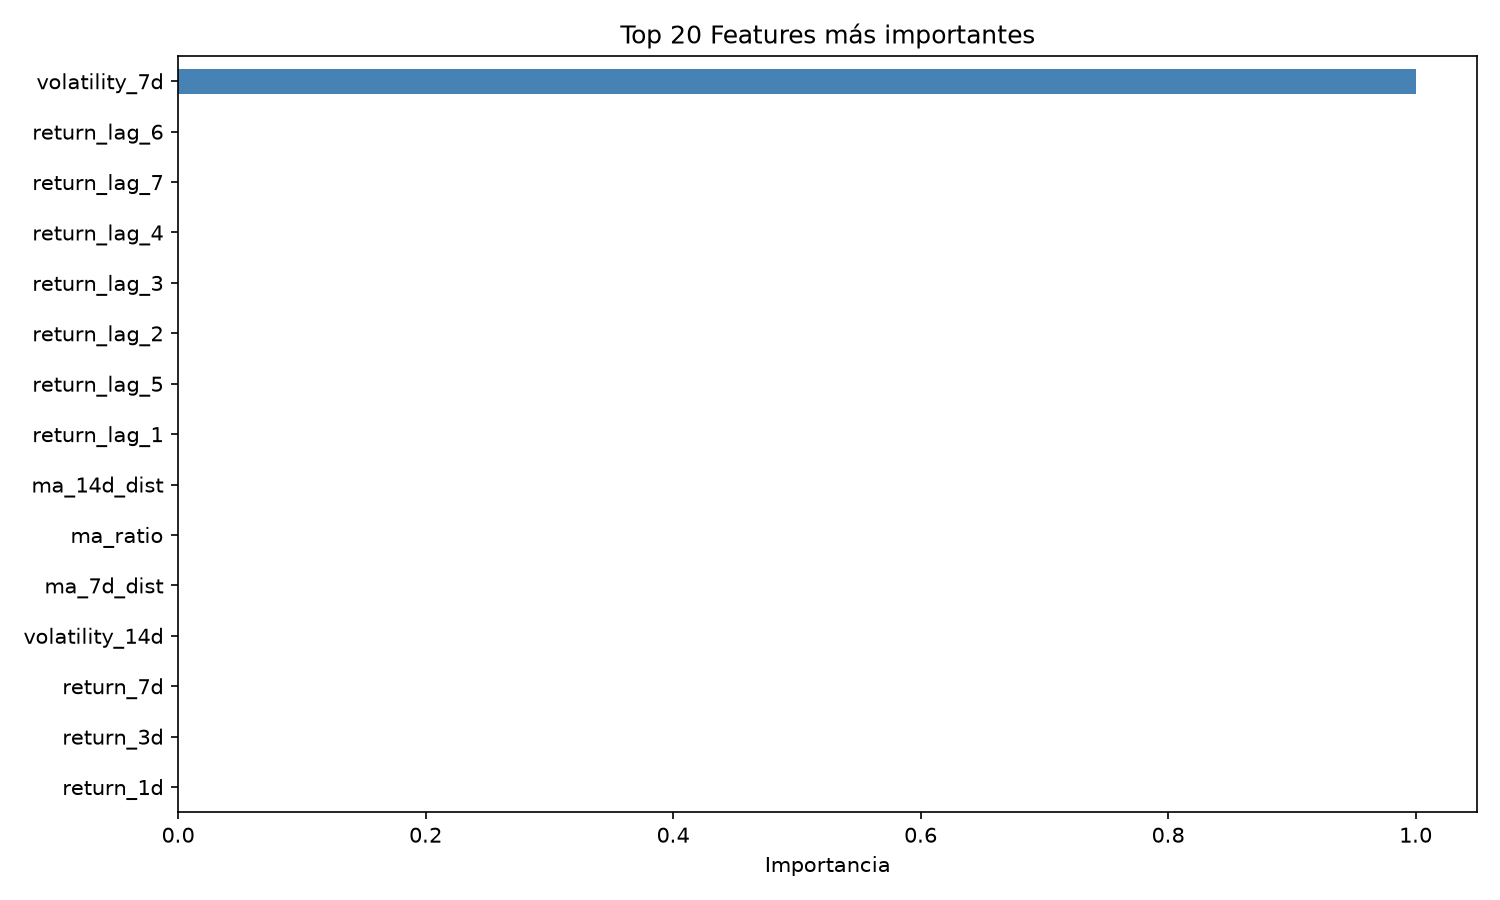 Top 20 Features más importantes
volatility_7d
return_lag_6
return_lag_7
return_lag_4
return_lag_3
return_lag_2
return_lag_5
return_lag_1
ma_14d_dist
ma_ratio
ma_7d_dist
volatility_14d
return_7d
return_3d
return_1d
0.0 0.2 0.4 0.6 0.8 1.0
Importancia